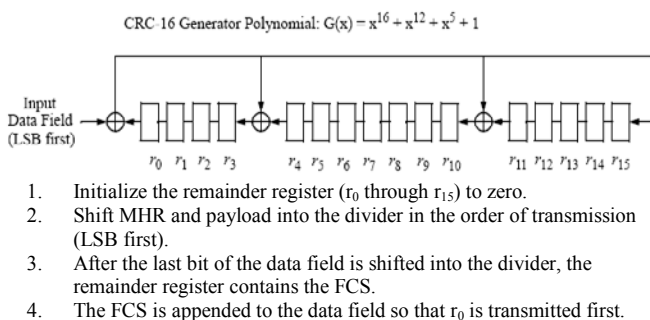 CRC-16 Generator Polynomial: G(x) = x¹⁶ + x¹² + x⁵ + 1
Input
Data Field
(LSB first)
r₀ r₁ r₂ r₃ r₄ r₅ r₆ r₇ r₈ r₉ r₁₀ r₁₁ r₁₂ r₁₃ r₁₄ r₁₅
1. Initialize the remainder register (r₀ through r₁₅) to zero.
2. Shift MHR and payload into the divider in the order of transmission
(LSB first).
3. After the last bit of the data field is shifted into the divider, the
remainder register contains the FCS.
4. The FCS is appended to the data field so that r₀ is transmitted first.